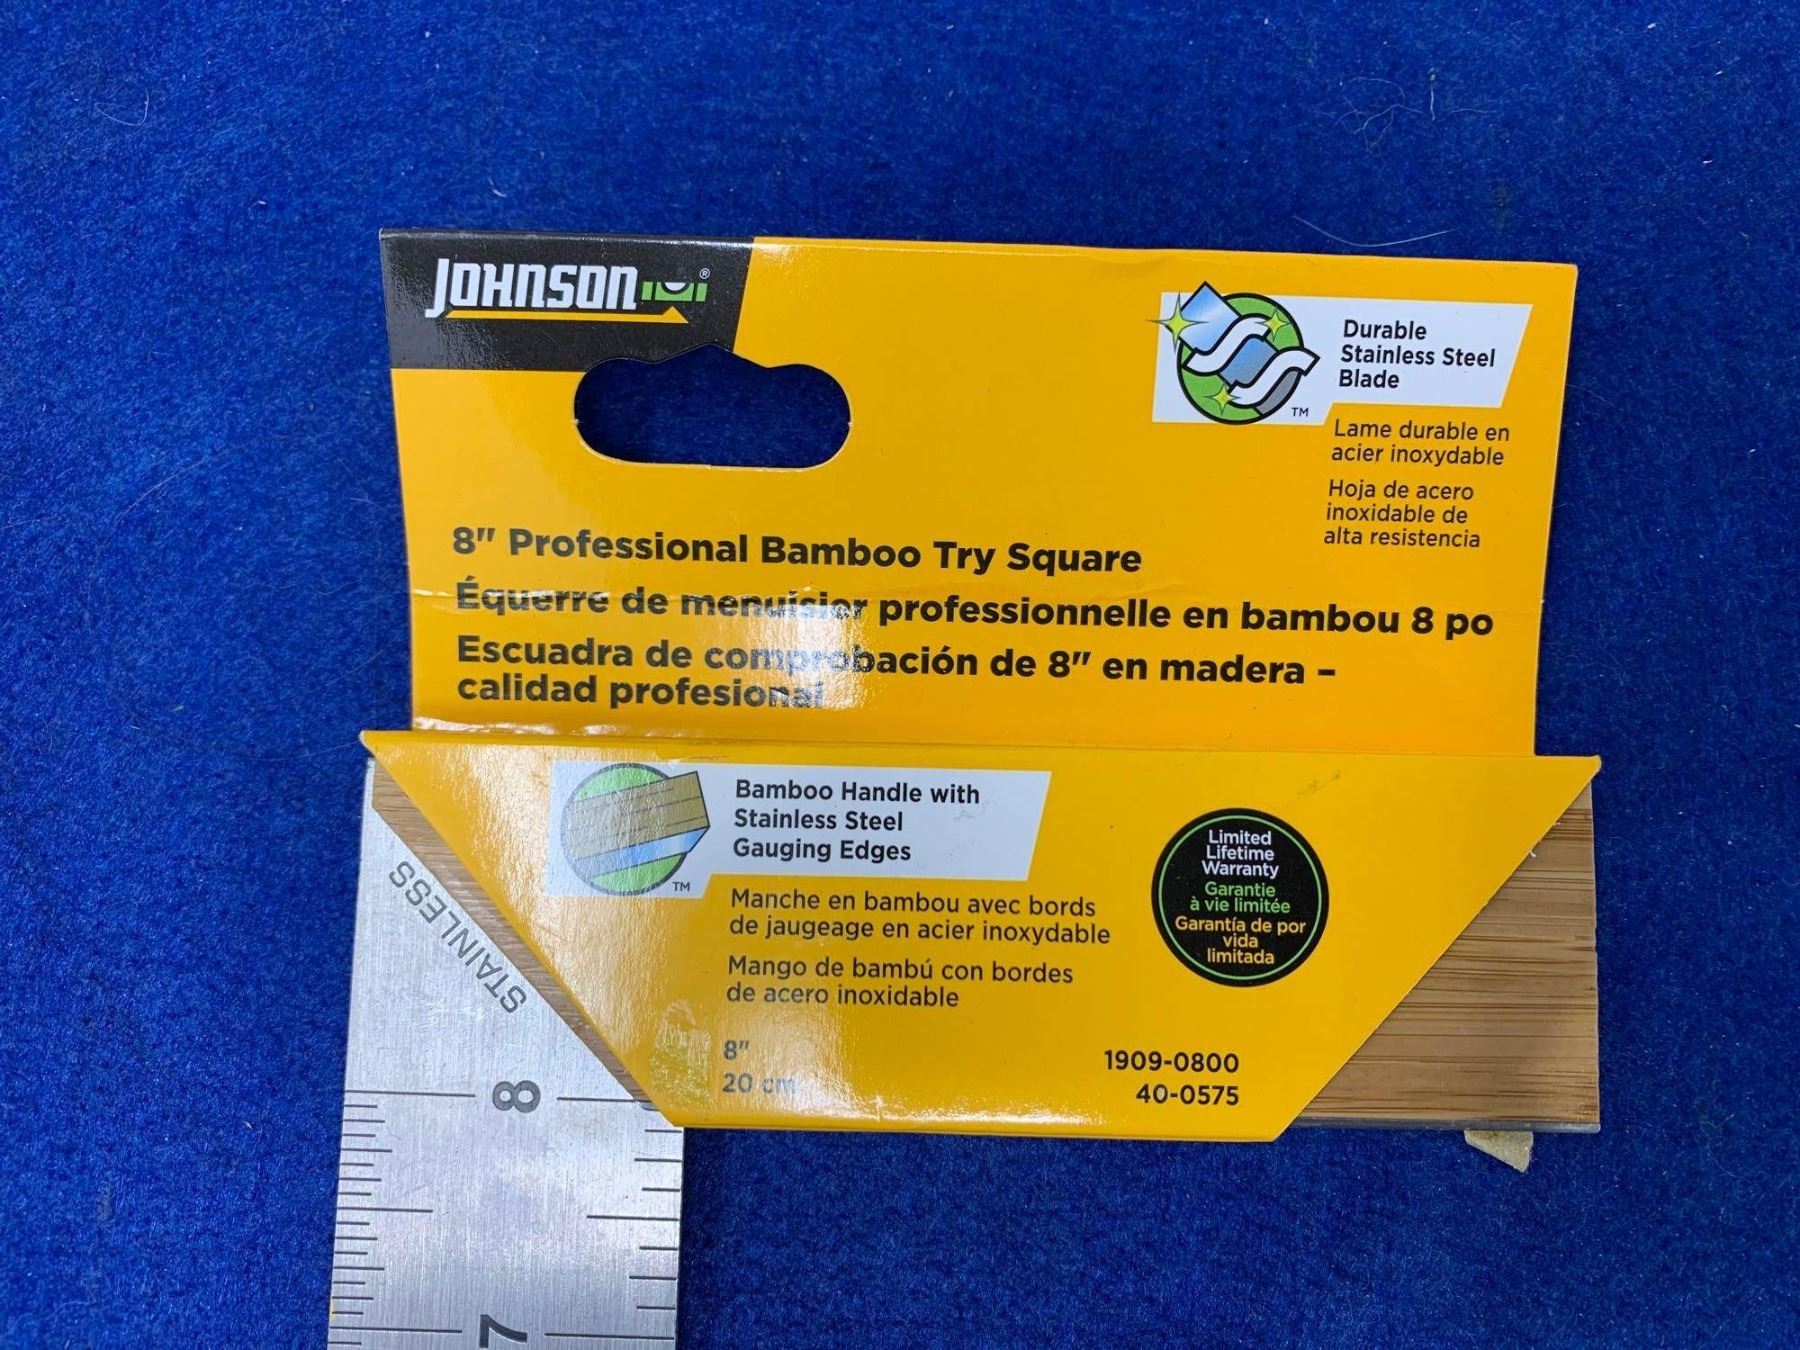 JOHNSON ®
Durable
Stainless Steel
Blade
TM
Lame durable en
acier inoxydable
Hoja de acero
inoxidable de
alta resistencia
8" Professional Bamboo Try Square
Équerre de menuisier professionnelle en bambou 8 po
Escuadra de comprobación de 8" en madera –
calidad profesional
Bamboo Handle with
Stainless Steel
Gauging Edges
TM
Manche en bambou avec bords
de jaugeage en acier inoxydable
Mango de bambú con bordes
de acero inoxidable
Limited
Lifetime
Warranty
Garantie
à vie limitée
Garantía de por
vida
limitada
8"
20 cm
1909-0800
40-0575
STAINLESS
8
7